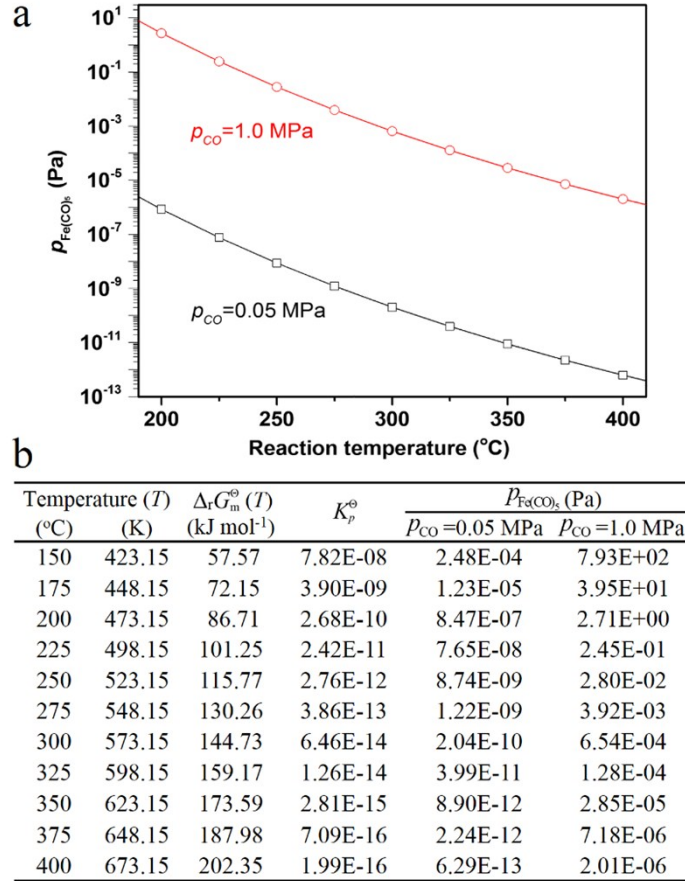 a
10¹
10⁻¹
10⁻³
10⁻⁵
10⁻⁷
10⁻⁹
10⁻¹¹
10⁻¹³
p_Fe(CO)₅ (Pa)
p_CO=1.0 MPa
p_CO=0.05 MPa
200 250 300 350 400
Reaction temperature (°C)
b
Temperature (T) Δ_rG_m^Θ (T) K_p^Θ p_Fe(CO)₅ (Pa)
(°C) (K) (kJ mol⁻¹) p_CO =0.05 MPa p_CO =1.0 MPa
150 423.15 57.57 7.82E-08 2.48E-04 7.93E+02
175 448.15 72.15 3.90E-09 1.23E-05 3.95E+01
200 473.15 86.71 2.68E-10 8.47E-07 2.71E+00
225 498.15 101.25 2.42E-11 7.65E-08 2.45E-01
250 523.15 115.77 2.76E-12 8.74E-09 2.80E-02
275 548.15 130.26 3.86E-13 1.22E-09 3.92E-03
300 573.15 144.73 6.46E-14 2.04E-10 6.54E-04
325 598.15 159.17 1.26E-14 3.99E-11 1.28E-04
350 623.15 173.59 2.81E-15 8.90E-12 2.85E-05
375 648.15 187.98 7.09E-16 2.24E-12 7.18E-06
400 673.15 202.35 1.99E-16 6.29E-13 2.01E-06